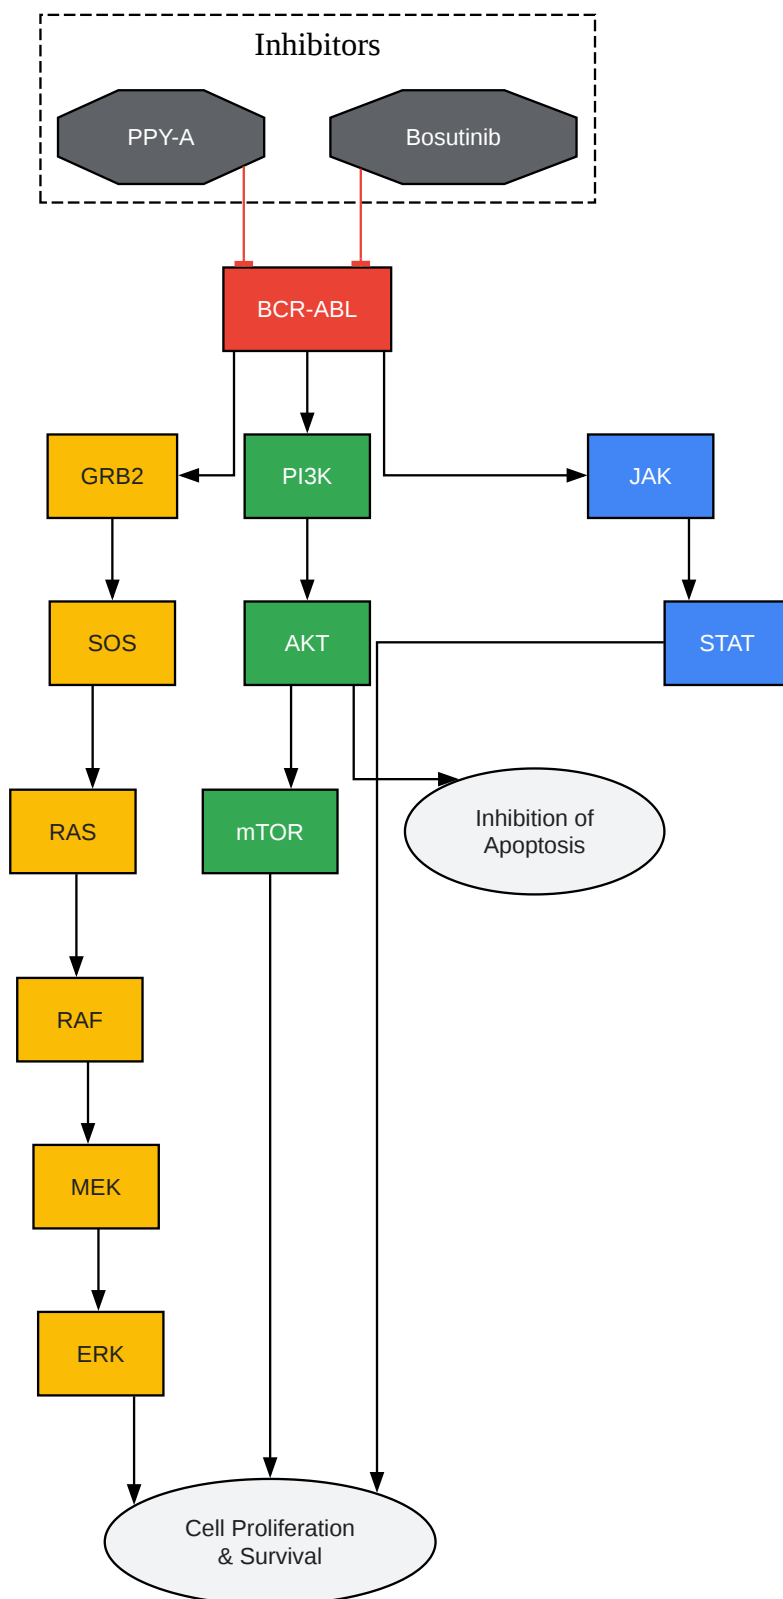 Inhibitors
PPY-A
Bosutinib
BCR-ABL
GRB2
PI3K
JAK
SOS
AKT
STAT
RAS
mTOR
Inhibition of
Apoptosis
RAF
MEK
ERK
Cell Proliferation
& Survival